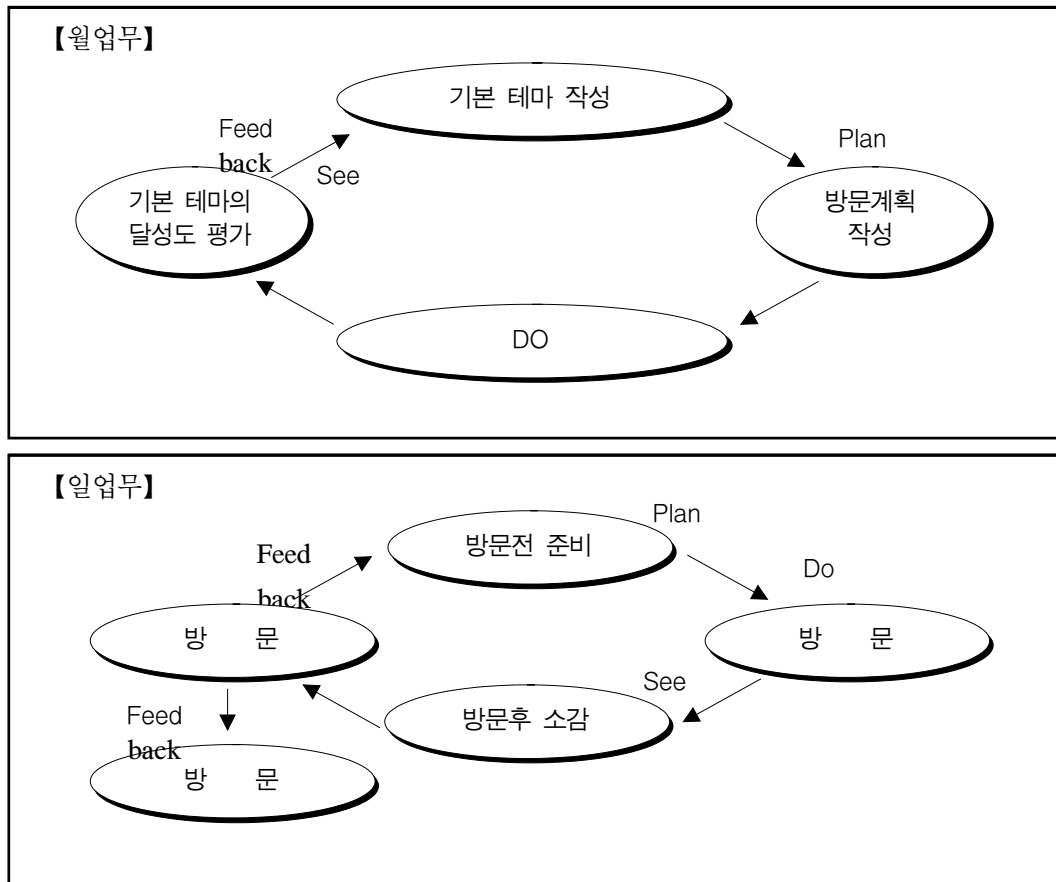 【월업무】
기본 테마 작성
Feed
back
See
Plan
기본 테마의
달성도 평가
방문계획
작성
DO
【일업무】
Plan
방문전 준비
Feed
back
Do
방 문
방 문
See
방문후 소감
Feed
back
방 문